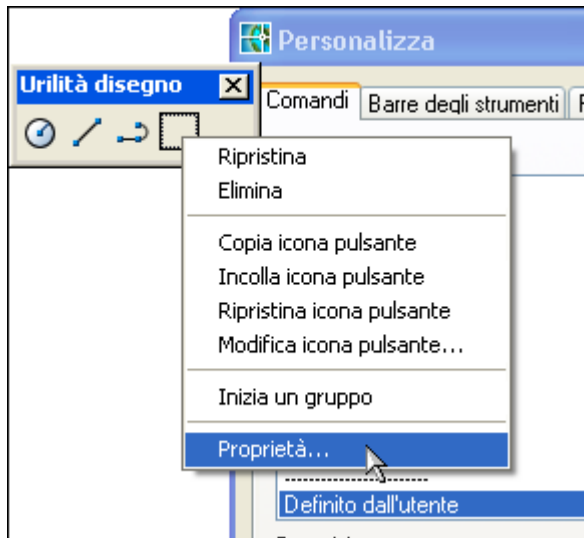 Personalizza
Urilità disegno
Comandi
Barre degli strumenti
Ripristina
Elimina
Copia icona pulsante
Incolla icona pulsante
Ripristina icona pulsante
Modifica icona pulsante...
Inizia un gruppo
Proprietà...
Definito dall'utente